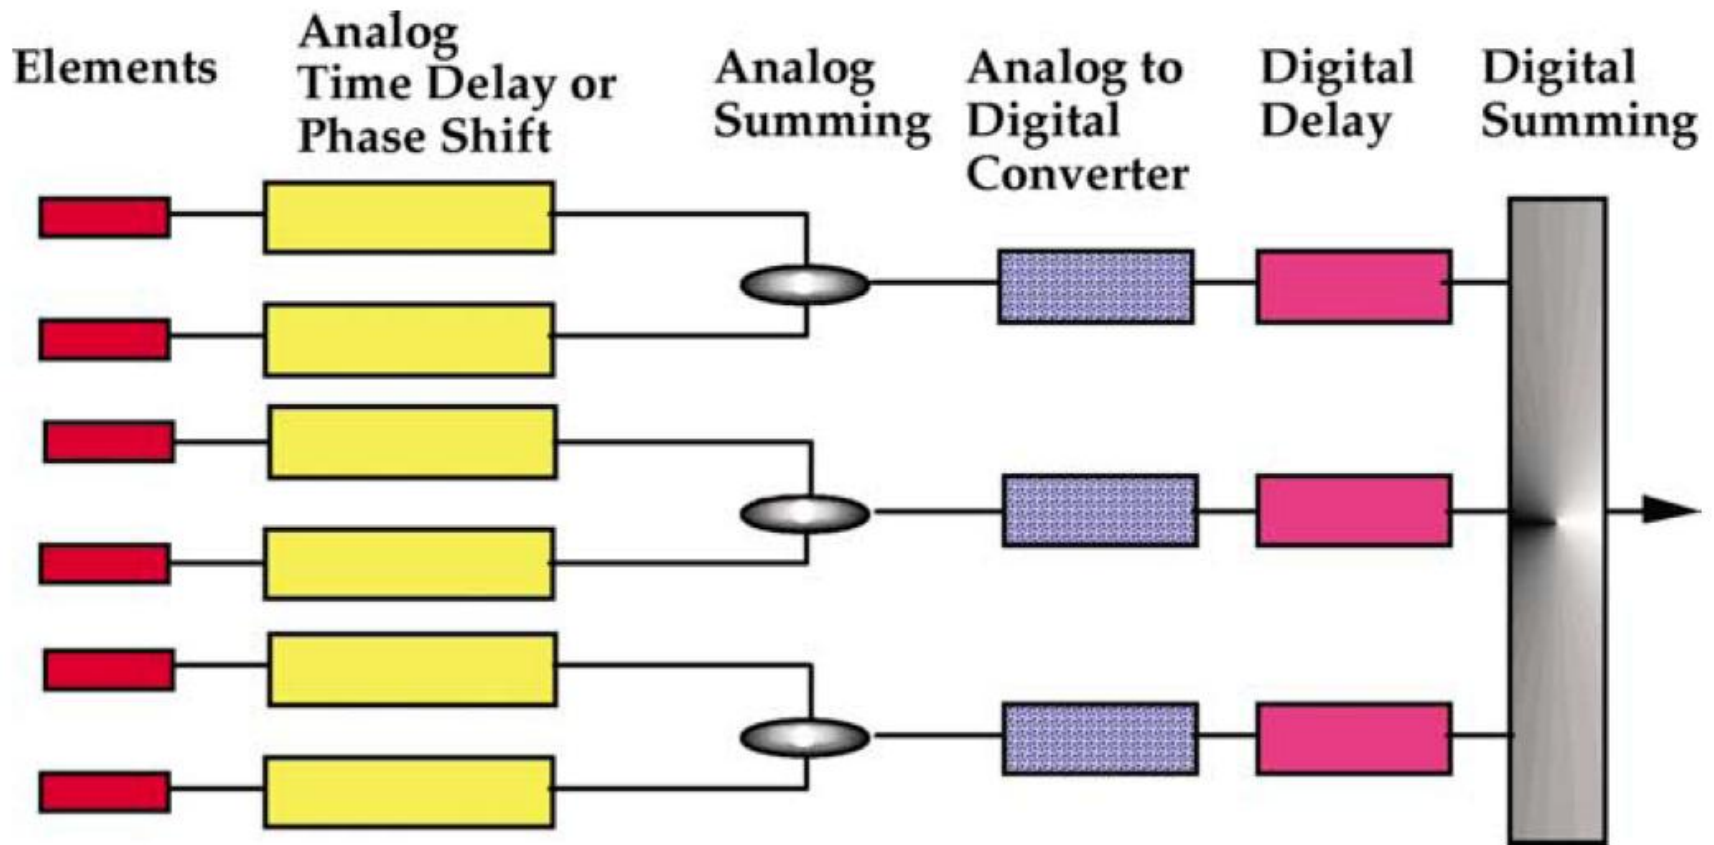 Elements
Analog
Time Delay or
Phase Shift
Analog
Summing
Analog to
Digital
Converter
Digital
Delay
Digital
Summing